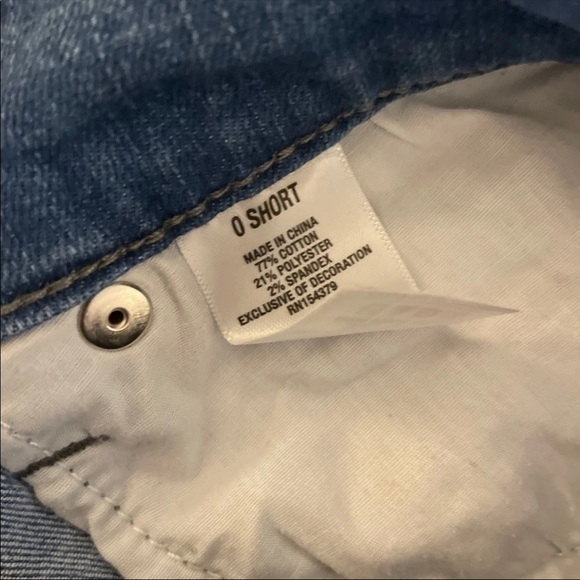 0 SHORT
MADE IN CHINA
77% COTTON
21% POLYESTER
2% SPANDEX
EXCLUSIVE OF DECORATION
RN154379